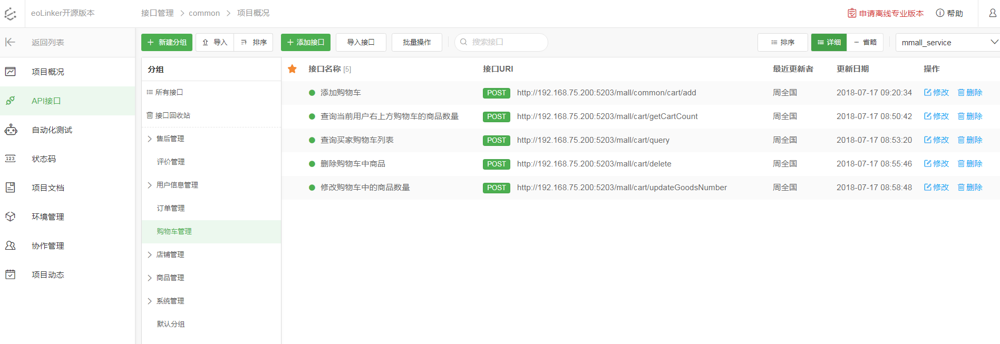 eoLinker开源版本
接口管理 > common > 项目概况
申请离线专业版本 帮助
返回列表
项目概况
API接口
自动化测试
状态码
项目文档
环境管理
协作管理
项目动态
+ 新建分组 导入 排序 + 添加接口 导入接口 批量操作 搜索接口 排序 详细 省略 mmall_service
分组
所有接口
接口回收站
售后管理
评价管理
用户信息管理
订单管理
购物车管理
店铺管理
商品管理
系统管理
默认分组
接口名称 [5] 接口URI 最近更新者 更新日期 操作
添加购物车 POST http://192.168.75.200:5203/mall/common/cart/add 周全国 2018-07-17 09:20:34 修改 删除
查询当前用户右上方购物车的商品数量 POST http://192.168.75.200:5203/mall/cart/getCartCount 周全国 2018-07-17 08:50:42 修改 删除
查询买家购物车列表 POST http://192.168.75.200:5203/mall/cart/query 周全国 2018-07-17 08:53:20 修改 删除
删除购物车中商品 POST http://192.168.75.200:5203/mall/cart/delete 周全国 2018-07-17 08:55:46 修改 删除
修改购物车中的商品数量 POST http://192.168.75.200:5203/mall/cart/updateGoodsNumber 周全国 2018-07-17 08:58:48 修改 删除